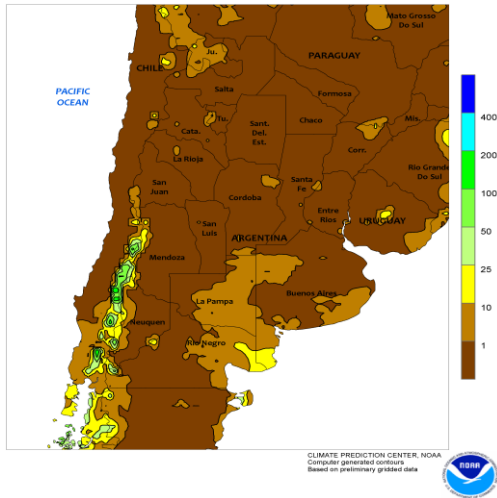 Mato Grosso
Do Sul
Ju.
PARAGUAY
CHILE
PACIFIC
OCEAN
Salta
Formosa
Tu.
Chaco
Mis.
Sant.
Del.
Est.
Cata.
Corr.
La Rioja
Rio Grande
Do Sul
San
Juan
Santa
Fe
Cordoba
Entre
Rios
URUGUAY
San
Luis
ARGENTINA
Mendoza
Buenos Aires
La Pampa
Neuquen
Rio Negro
400
200
100
50
25
10
1
CLIMATE PREDICTION CENTER, NOAA
Computer generated contours
Based on preliminary gridded data
NOAA